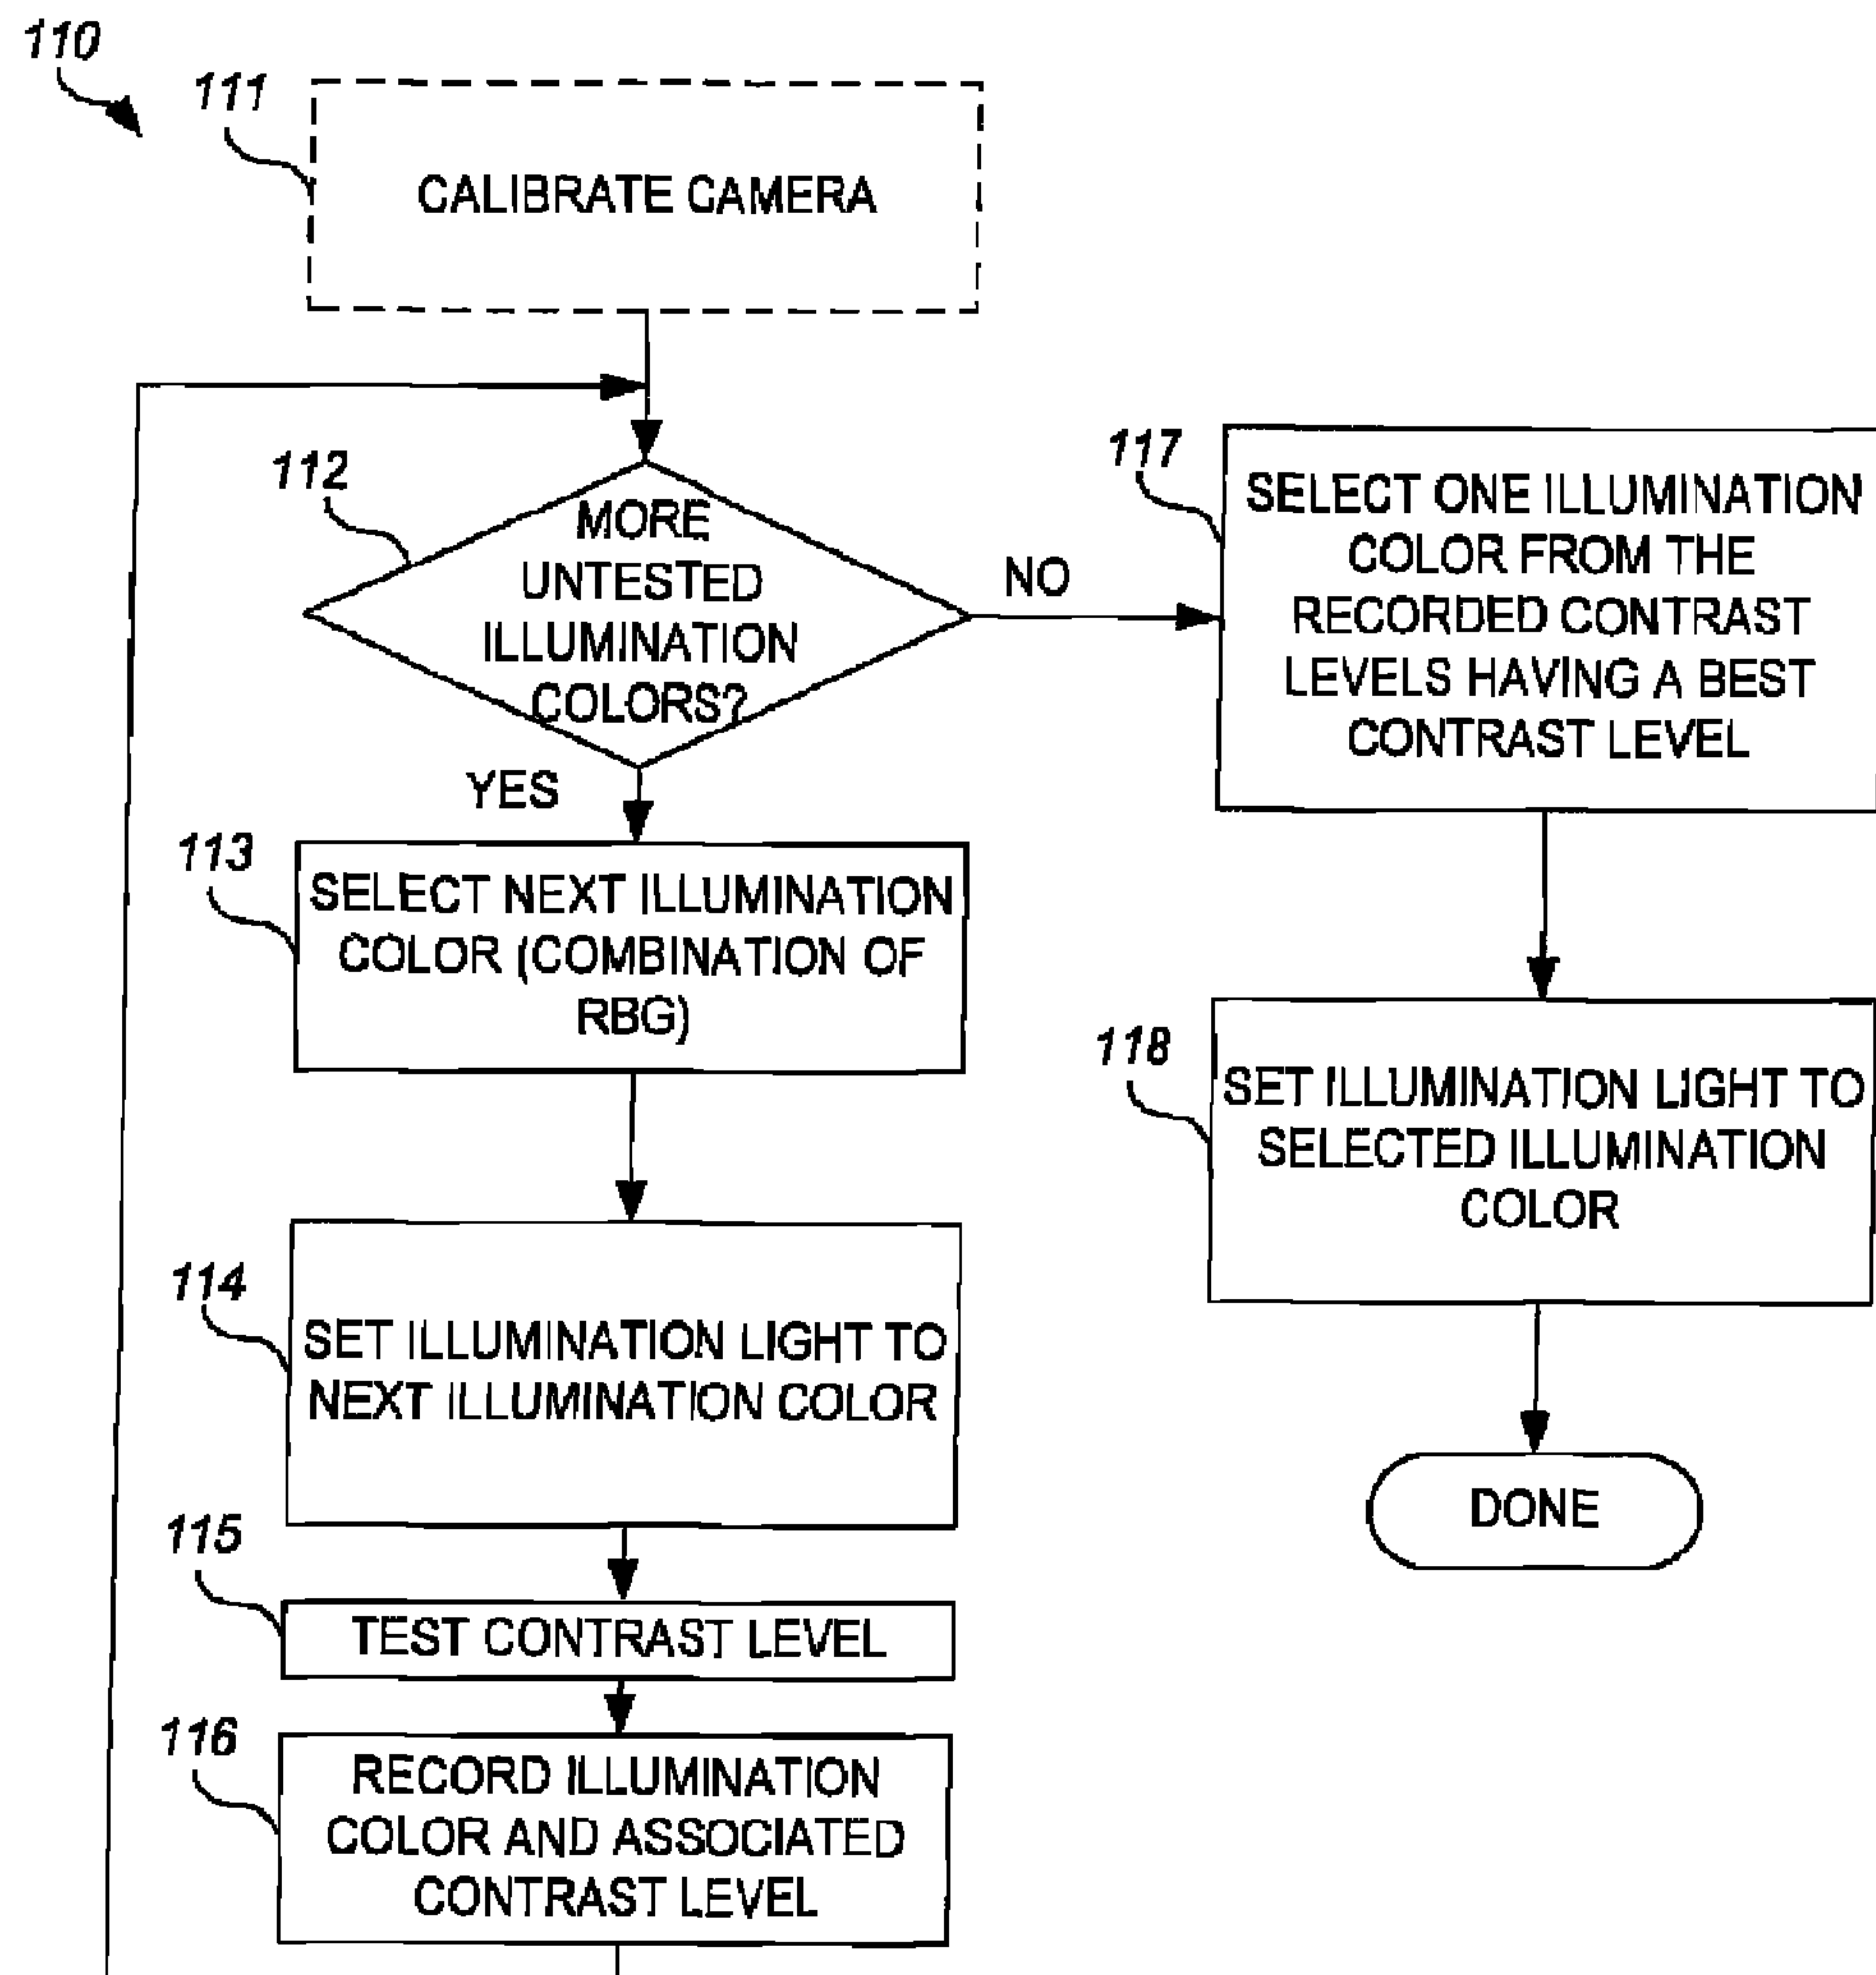 110
111
CALIBRATE CAMERA
112
MORE
UNTESTED
ILLUMINATION
COLORS?
NO
YES
113
SELECT NEXT ILLUMINATION
COLOR (COMBINATION OF
RBG)
114
SET ILLUMINATION LIGHT TO
NEXT ILLUMINATION COLOR
115
TEST CONTRAST LEVEL
116
RECORD ILLUMINATION
COLOR AND ASSOCIATED
CONTRAST LEVEL
117
SELECT ONE ILLUMINATION
COLOR FROM THE
RECORDED CONTRAST
LEVELS HAVING A BEST
CONTRAST LEVEL
118
SET ILLUMINATION LIGHT TO
SELECTED ILLUMINATION
COLOR
DONE